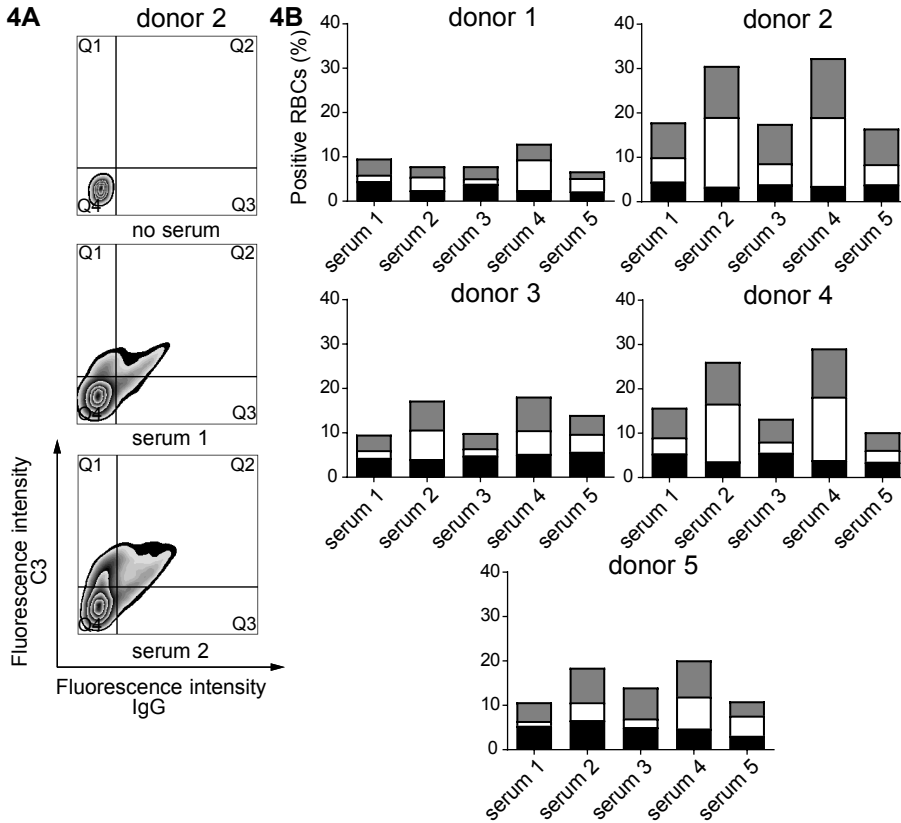 4A donor 2
Q1 Q2
Q4 Q3
no serum
Q1 Q2
Q4 Q3
serum 1
Q1 Q2
Q4 Q3
serum 2
Fluorescence intensity
C3
Fluorescence intensity
IgG
4B
donor 1
Positive RBCs (%)
40
30
20
10
0
serum 1 serum 2 serum 3 serum 4 serum 5
donor 2
40
30
20
10
0
serum 1 serum 2 serum 3 serum 4 serum 5
donor 3
40
30
20
10
0
serum 1 serum 2 serum 3 serum 4 serum 5
donor 4
40
30
20
10
0
serum 1 serum 2 serum 3 serum 4 serum 5
donor 5
40
30
20
10
0
serum 1 serum 2 serum 3 serum 4 serum 5